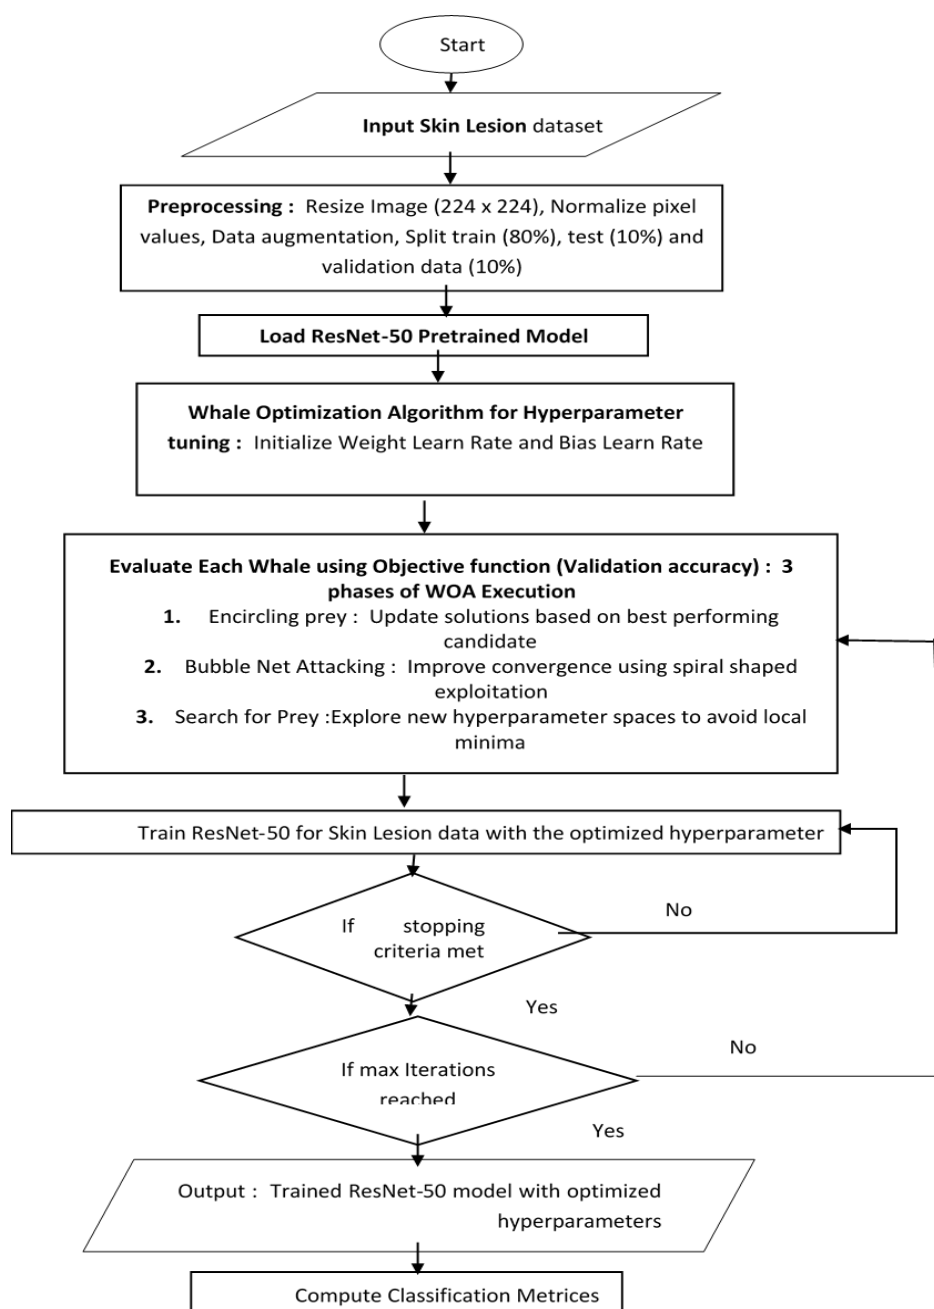 Start
Input Skin Lesion dataset
Preprocessing : Resize Image (224 x 224), Normalize pixel
values, Data augmentation, Split train (80%), test (10%) and
validation data (10%)
Load ResNet-50 Pretrained Model
Whale Optimization Algorithm for Hyperparameter
tuning : Initialize Weight Learn Rate and Bias Learn Rate
Evaluate Each Whale using Objective function (Validation accuracy) : 3
phases of WOA Execution
1. Encircling prey : Update solutions based on best performing
candidate
2. Bubble Net Attacking : Improve convergence using spiral shaped
exploitation
3. Search for Prey :Explore new hyperparameter spaces to avoid local
minima
Train ResNet-50 for Skin Lesion data with the optimized hyperparameter
No
If stopping
criteria met
Yes
No
If max Iterations
reached
Yes
Output : Trained ResNet-50 model with optimized
hyperparameters
Compute Classification Metrices